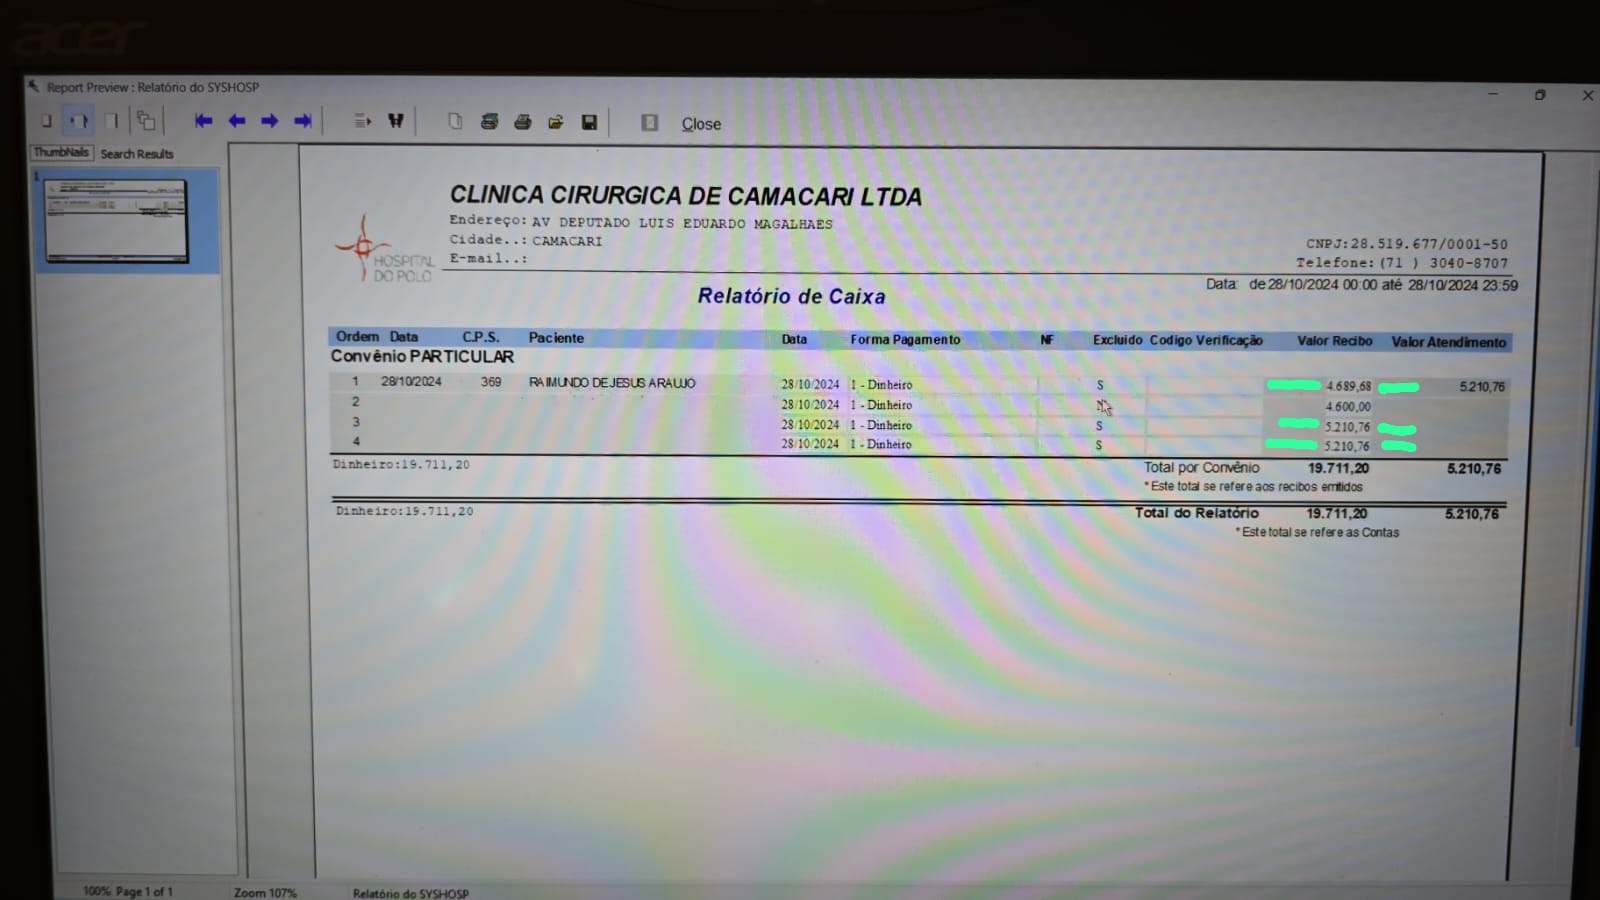 acer
Report Preview : Relatório do SYSHOSP
Close
ThumbNails Search Results
1
CLINICA CIRURGICA DE CAMACARI LTDA
Endereço: AV DEPUTADO LUIS EDUARDO MAGALHAES
Cidade..: CAMACARI
E-mail..:
HOSPITAL
DO POLO
CNPJ:28.519.677/0001-50
Telefone:(71 ) 3040-8707
Relatório de Caixa
Data: de 28/10/2024 00:00 até 28/10/2024 23:59
Ordem Data C.P.S. Paciente Data Forma Pagamento NF Excluido Codigo Verificação Valor Recibo Valor Atendimento
Convênio PARTICULAR
1 28/10/2024 369 RAIMUNDO DE JESUS ARAUJO 28/10/2024 1 - Dinheiro S 4.689,68 5.210,76
2 28/10/2024 1 - Dinheiro 4.600,00
3 28/10/2024 1 - Dinheiro S 5.210,76
4 28/10/2024 1 - Dinheiro S 5.210,76
Dinheiro:19.711,20 Total por Convênio 19.711,20 5.210,76
* Este total se refere aos recibos emitidos
Dinheiro:19.711,20 Total do Relatório 19.711,20 5.210,76
* Este total se refere as Contas
100% Page 1 of 1 Zoom 107% Relatório do SYSHOSP